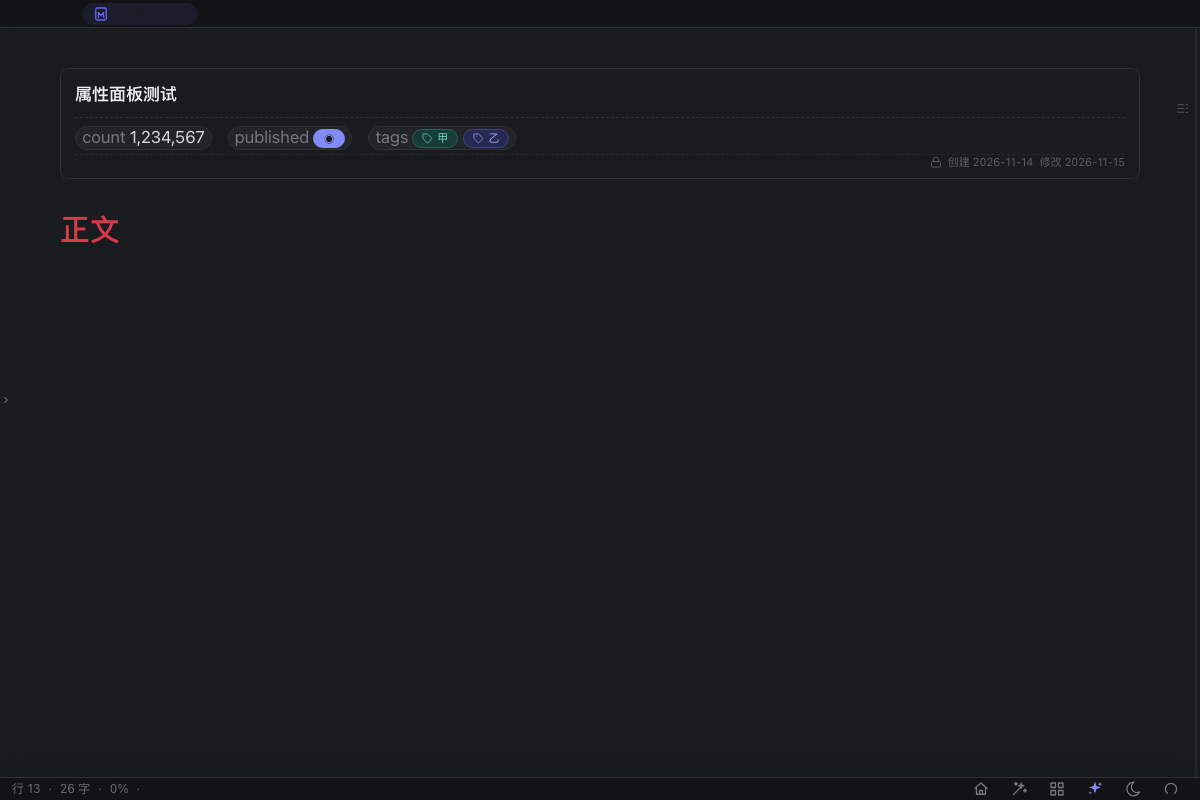 属性面板测试
count 1,234,567 published tags 甲 乙
创建 2026-11-14 修改 2026-11-15
正文
行 13 · 26 字 · 0% ·